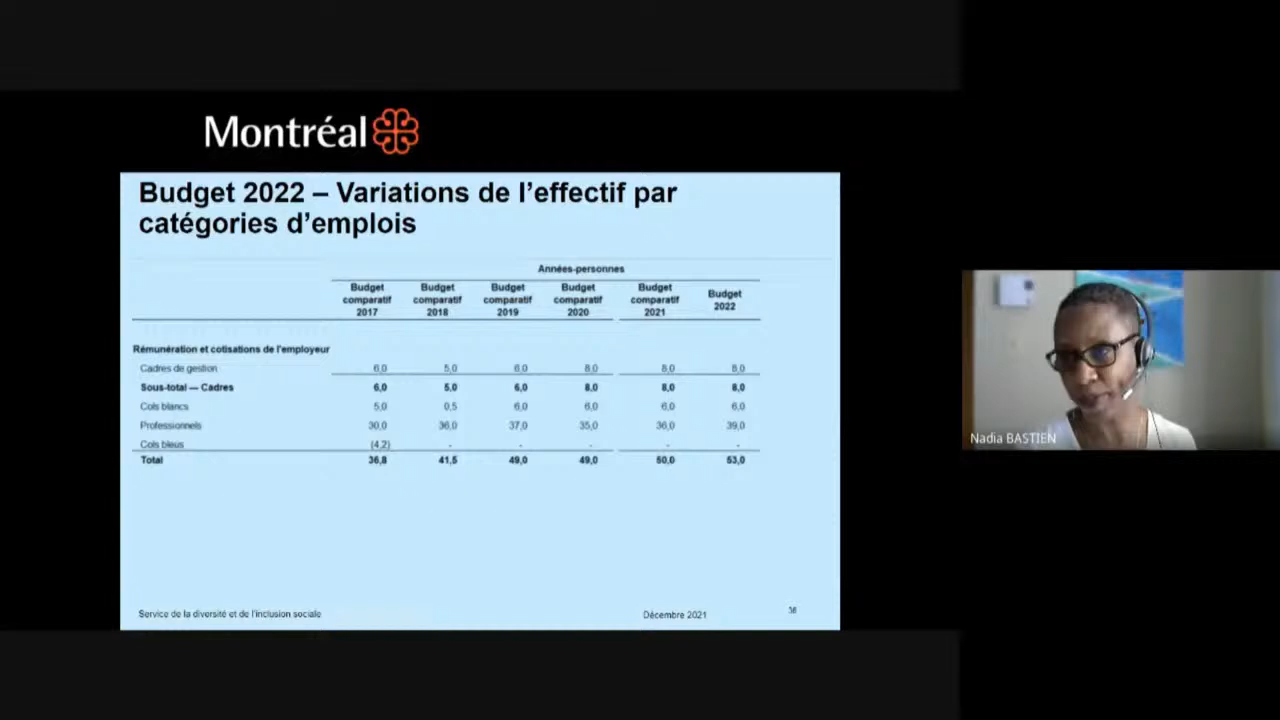 Montréal
Budget 2022 – Variations de l'effectif par
catégories d'emplois
Années-personnes
Budget comparatif 2017 Budget comparatif 2018 Budget comparatif 2019 Budget comparatif 2020 Budget comparatif 2021 Budget 2022
Rémunération et cotisations de l'employeur
Cadres de gestion 6,0 5,0 6,0 8,0 8,0 8,0
Sous-total — Cadres 6,0 5,0 6,0 8,0 8,0 8,0
Cols blancs 5,0 0,5 6,0 6,0 6,0 6,0
Professionnels 30,0 36,0 37,0 35,0 36,0 39,0
Cols bleus (4,2) - - - - -
Total 36,8 41,5 49,0 49,0 50,0 53,0
Service de la diversité et de l'inclusion sociale Décembre 2021 36
Nadia BASTIEN